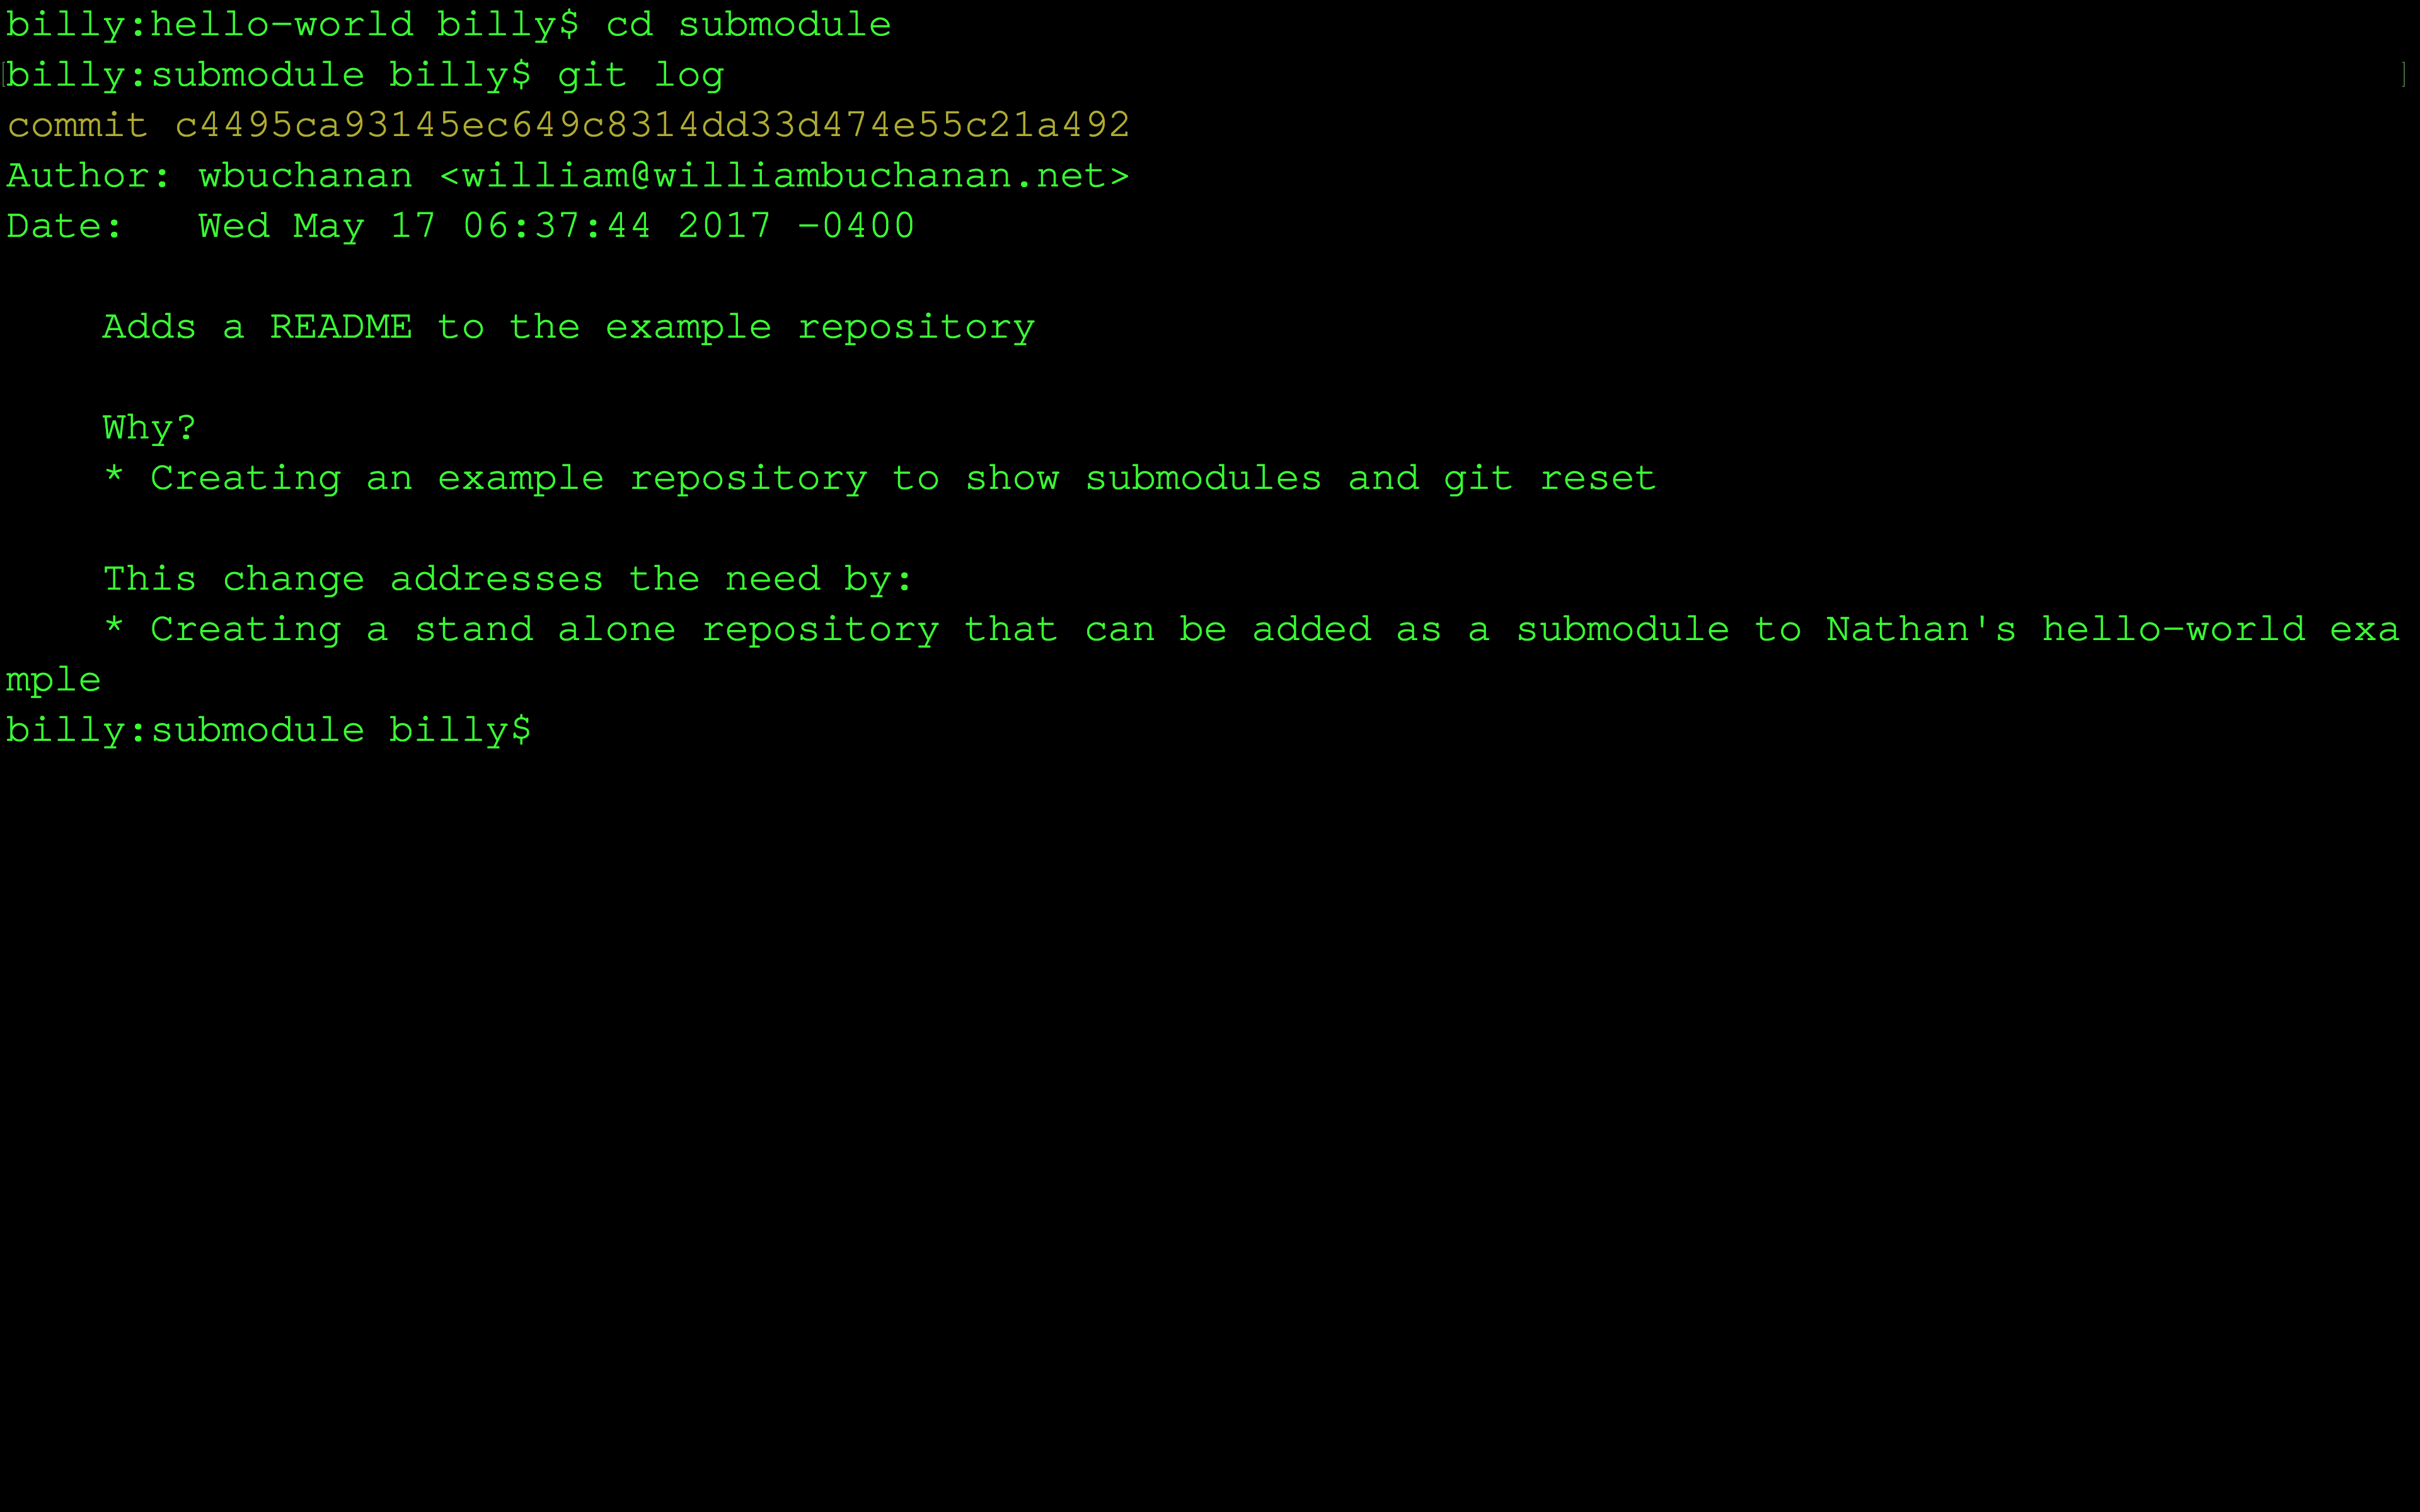 billy:hello-world billy$ cd submodule
[billy:submodule billy$ git log ]
commit c4495ca93145ec649c8314dd33d474e55c21a492
Author: wbuchanan <william@williambuchanan.net>
Date:   Wed May 17 06:37:44 2017 -0400
    Adds a README to the example repository
    Why?
    * Creating an example repository to show submodules and git reset
    This change addresses the need by:
    * Creating a stand alone repository that can be added as a submodule to Nathan's hello-world exa
mple
billy:submodule billy$